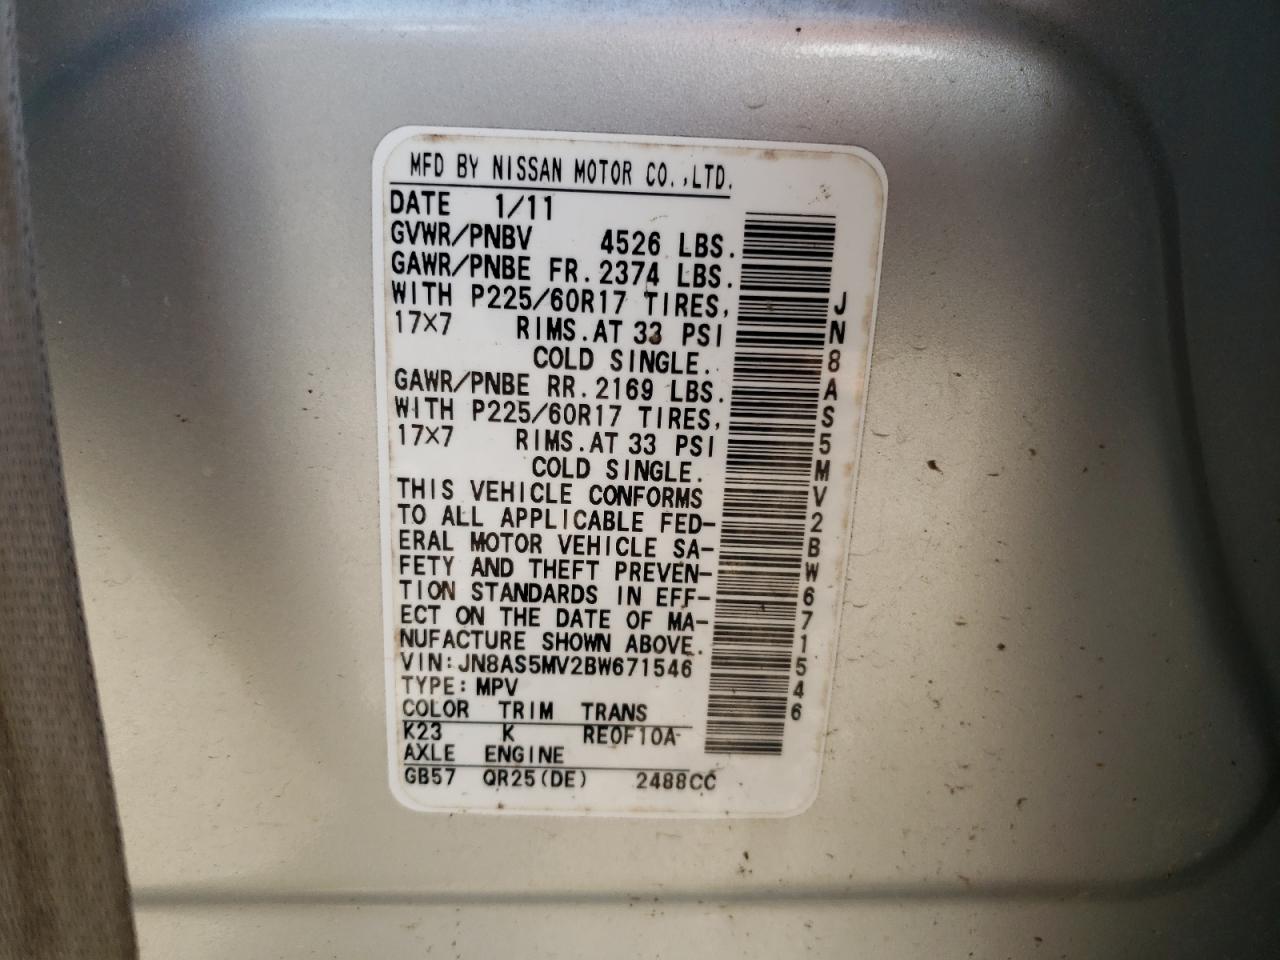 MFD BY NISSAN MOTOR CO.,LTD.
DATE 1/11
GVWR/PNBV 4526 LBS.
GAWR/PNBE FR.2374 LBS.
WITH P225/60R17 TIRES,
17×7 RIMS.AT 33 PSI
COLD SINGLE.
GAWR/PNBE RR.2169 LBS.
WITH P225/60R17 TIRES,
17×7 RIMS.AT 33 PSI
COLD SINGLE.
THIS VEHICLE CONFORMS
TO ALL APPLICABLE FED-
ERAL MOTOR VEHICLE SA-
FETY AND THEFT PREVEN-
TION STANDARDS IN EFF-
ECT ON THE DATE OF MA-
NUFACTURE SHOWN ABOVE.
VIN:JN8AS5MV2BW671546
TYPE:MPV
COLOR TRIM TRANS
K23 K RE0F10A
AXLE ENGINE
GB57 QR25(DE) 2488CC
JN8AS5MV2BW671546